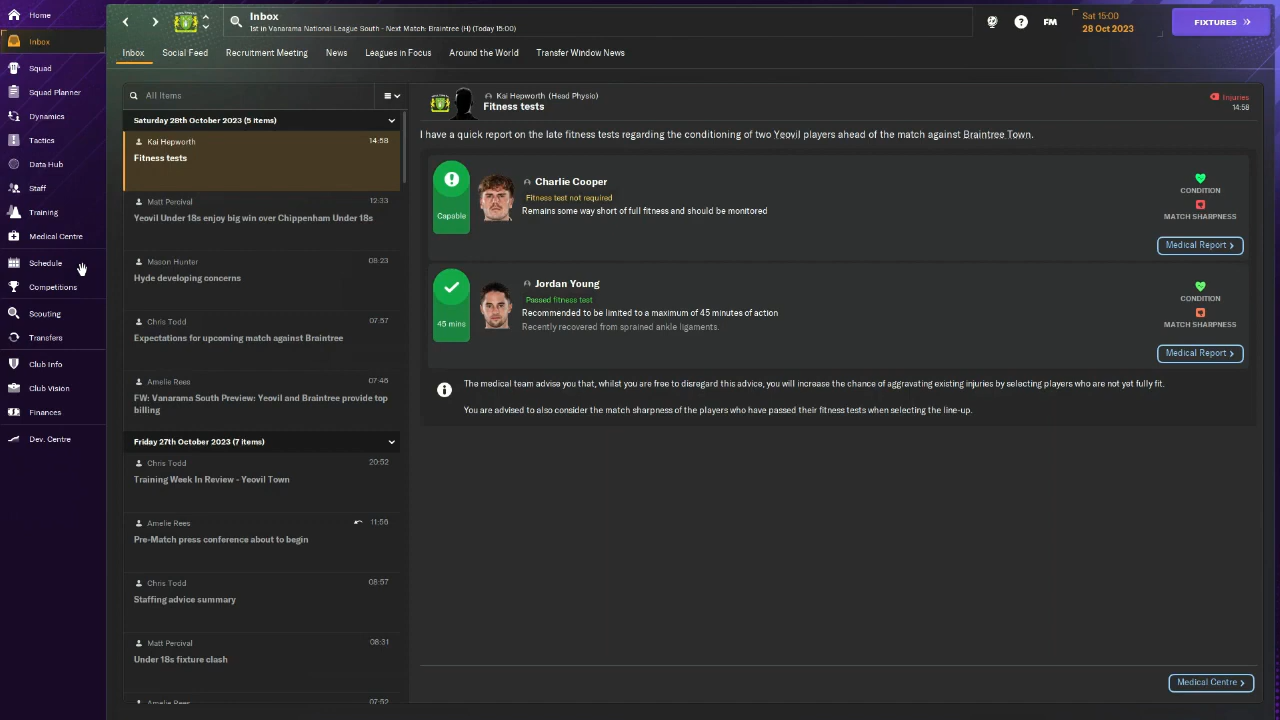 Home
Inbox
Squad
Squad Planner
Dynamics
Tactics
Data Hub
Staff
Training
Medical Centre
Schedule
Competitions
Scouting
Transfers
Club Info
Club Vision
Finances
Dev. Centre
Inbox
1st in Vanarama National League South - Next Match: Braintree (H) (Today 15:00)
FM
Sat 15:00
28 Oct 2023
FIXTURES
Inbox Social Feed Recruitment Meeting News Leagues in Focus Around the World Transfer Window News
All Items
Saturday 28th October 2023 (5 items)
Kai Hepworth 14:58
Fitness tests
Matt Percival 12:33
Yeovil Under 18s enjoy big win over Chippenham Under 18s
Mason Hunter 08:23
Hyde developing concerns
Chris Todd 07:57
Expectations for upcoming match against Braintree
Amelie Rees 07:46
FW: Vanarama South Preview: Yeovil and Braintree provide top
billing
Friday 27th October 2023 (7 items)
Chris Todd 20:52
Training Week In Review - Yeovil Town
Amelie Rees 11:56
Pre-Match press conference about to begin
Chris Todd 08:57
Staffing advice summary
Matt Percival 08:31
Under 18s fixture clash
Amelie Rees 07:52
Kai Hepworth (Head Physio)
Fitness tests
Injuries
14:58
I have a quick report on the late fitness tests regarding the conditioning of two Yeovil players ahead of the match against Braintree Town.
Capable
Charlie Cooper
Fitness test not required
Remains some way short of full fitness and should be monitored
CONDITION
MATCH SHARPNESS
Medical Report
45 mins
Jordan Young
Passed fitness test
Recommended to be limited to a maximum of 45 minutes of action
Recently recovered from sprained ankle ligaments.
CONDITION
MATCH SHARPNESS
Medical Report
The medical team advise you that, whilst you are free to disregard this advice, you will increase the chance of aggravating existing injuries by selecting players who are not yet fully fit.
You are advised to also consider the match sharpness of the players who have passed their fitness tests when selecting the line-up.
Medical Centre